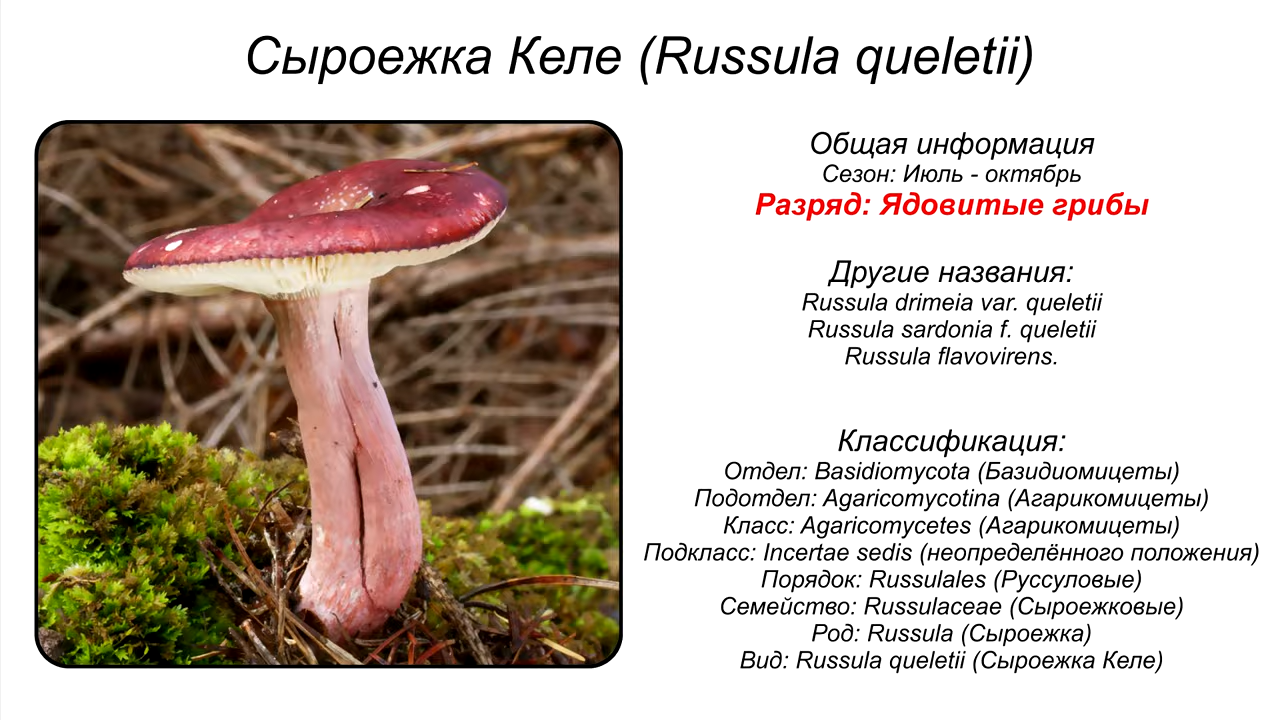 Сыроежка Келе (Russula queletii)
Общая информация
Сезон: Июль - октябрь
Разряд: Ядовитые грибы
Другие названия:
Russula drimeia var. queletii
Russula sardonia f. queletii
Russula flavovirens.
Классификация:
Отдел: Basidiomycota (Базидиомицеты)
Подотдел: Agaricomycotina (Агарикомицеты)
Класс: Agaricomycetes (Агарикомицеты)
Подкласс: Incertae sedis (неопределённого положения)
Порядок: Russulales (Руссуловые)
Семейство: Russulaceae (Сыроежковые)
Род: Russula (Сыроежка)
Вид: Russula queletii (Сыроежка Келе)